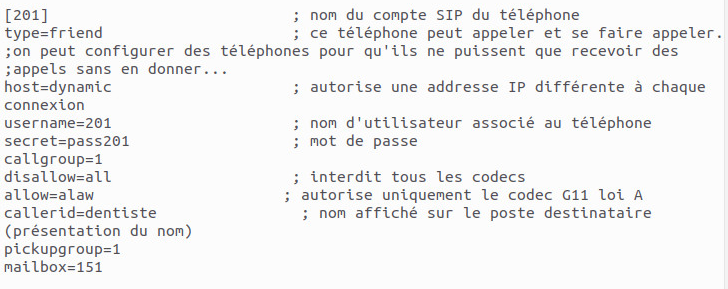 [201] ; nom du compte SIP du téléphone
type=friend ; ce téléphone peut appeler et se faire appeler.
;on peut configurer des téléphones pour qu'ils ne puissent que recevoir des
;appels sans en donner...
host=dynamic ; autorise une addresse IP différente à chaque
connexion
username=201 ; nom d'utilisateur associé au téléphone
secret=pass201 ; mot de passe
callgroup=1
disallow=all ; interdit tous les codecs
allow=alaw ; autorise uniquement le codec G11 loi A
callerid=dentiste ; nom affiché sur le poste destinataire
(présentation du nom)
pickupgroup=1
mailbox=151